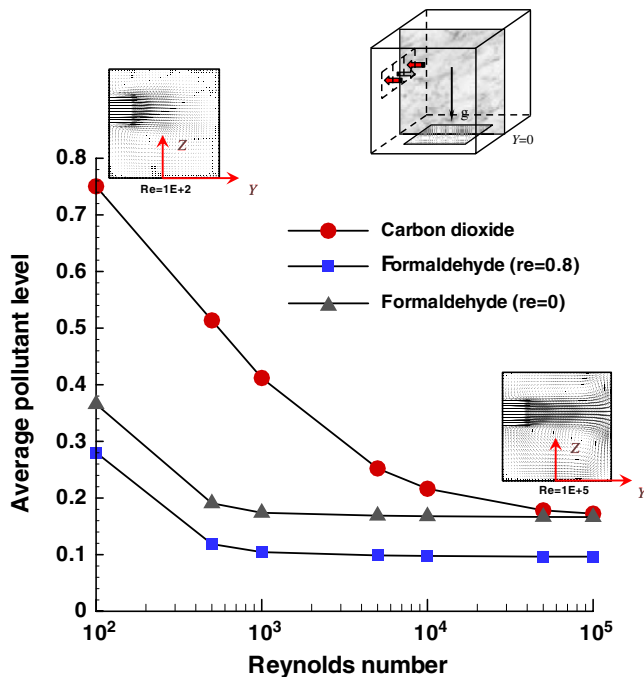 g
Y=0
Z
Y
Re=1E+2
0.8
0.7
0.6
0.5
0.4
0.3
0.2
0.1
0
Average pollutant level
Carbon dioxide
Formaldehyde (re=0.8)
Formaldehyde (re=0)
Z
Y
Re=1E+5
10²
10³
10⁴
10⁵
Reynolds number